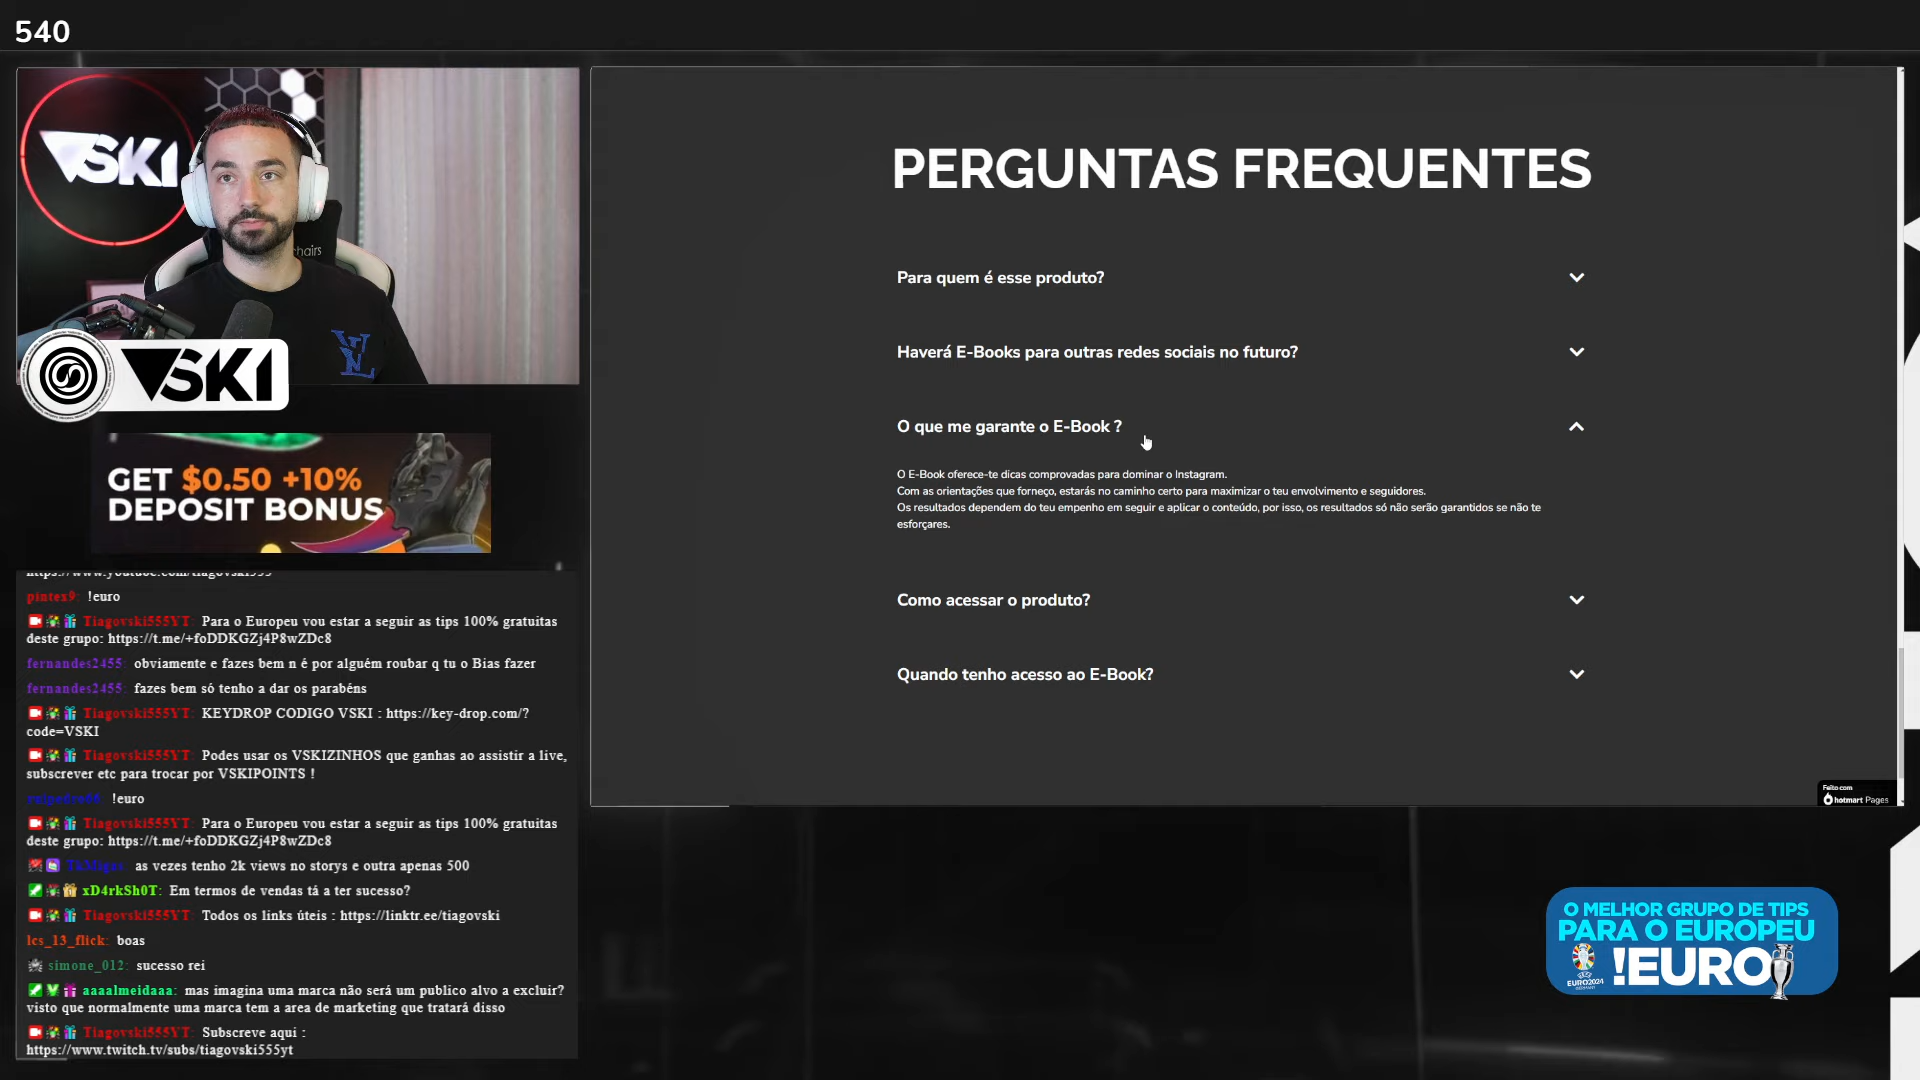 540
VSKI
chairs
VSKI
GET $0.50 +10%
DEPOSIT BONUS
pintex9: !euro
Tiagovski555YT: Para o Europeu vou estar a seguir as tips 100% gratuitas
deste grupo: https://t.me/+foDDKGZj4P8wZDc8
fernandes2455: obviamente e fazes bem n é por alguém roubar q tu o Bias fazer
fernandes2455: fazes bem só tenho a dar os parabéns
Tiagovski555YT: KEYDROP CODIGO VSKI : https://key-drop.com/?
code=VSKI
Tiagovski555YT: Podes usar os VSKIZINHOS que ganhas ao assistir a live,
subscrever etc para trocar por VSKIPOINTS !
!euro
Tiagovski555YT: Para o Europeu vou estar a seguir as tips 100% gratuitas
deste grupo: https://t.me/+foDDKGZj4P8wZDc8
as vezes tenho 2k views no storys e outra apenas 500
xD4rkSh0T: Em termos de vendas tá a ter sucesso?
Tiagovski555YT: Todos os links úteis : https://linktr.ee/tiagovski
lcs_13_flick: boas
simone_012: sucesso rei
aaaalmeidaaa: mas imagina uma marca não será um publico alvo a excluir?
visto que normalmente uma marca tem a area de marketing que tratará disso
Tiagovski555YT: Subscreve aqui :
https://www.twitch.tv/subs/tiagovski555yt
PERGUNTAS FREQUENTES
Para quem é esse produto?
Haverá E-Books para outras redes sociais no futuro?
O que me garante o E-Book ?
O E-Book oferece-te dicas comprovadas para dominar o Instagram.
Com as orientações que forneço, estarás no caminho certo para maximizar o teu envolvimento e seguidores.
Os resultados dependem do teu empenho em seguir e aplicar o conteúdo, por isso, os resultados só não serão garantidos se não te
esforçares.
Como acessar o produto?
Quando tenho acesso ao E-Book?
Feito com
hotmart Pages
O MELHOR GRUPO DE TIPS
PARA O EUROPEU
!EURO
EURO2024